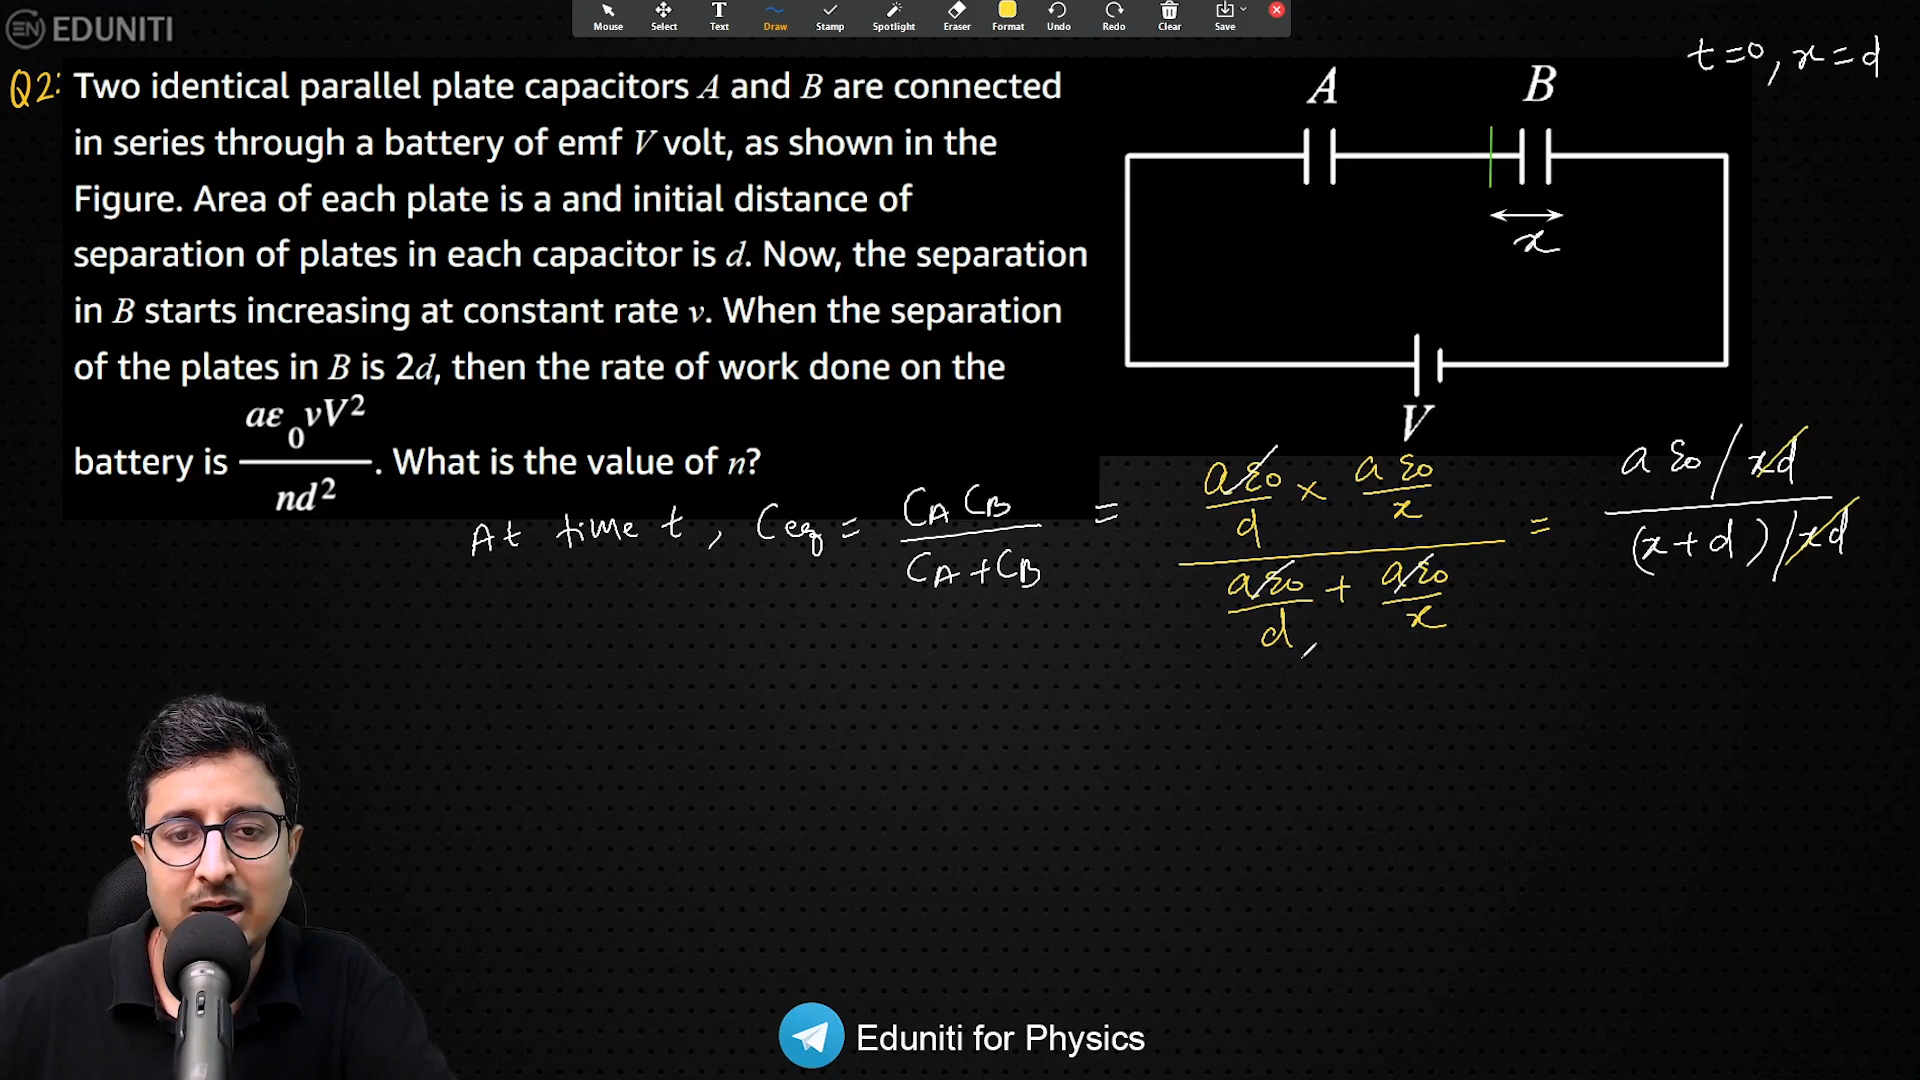 EN EDUNITI
Mouse Select Text Draw Stamp Spotlight Eraser Format Undo Redo Clear Save
t=0, x=d
Q2: Two identical parallel plate capacitors A and B are connected
in series through a battery of emf V volt, as shown in the
Figure. Area of each plate is a and initial distance of
separation of plates in each capacitor is d. Now, the separation
in B starts increasing at constant rate v. When the separation
of the plates in B is 2d, then the rate of work done on the
battery is aε₀vV²/nd². What is the value of n?
A B
x
V
At time t, Ceq = CA CB / (CA + CB) = (aε₀/d × aε₀/x) / (aε₀/d + aε₀/x) = (aε₀/xd) / ((x+d)/xd)
Eduniti for Physics